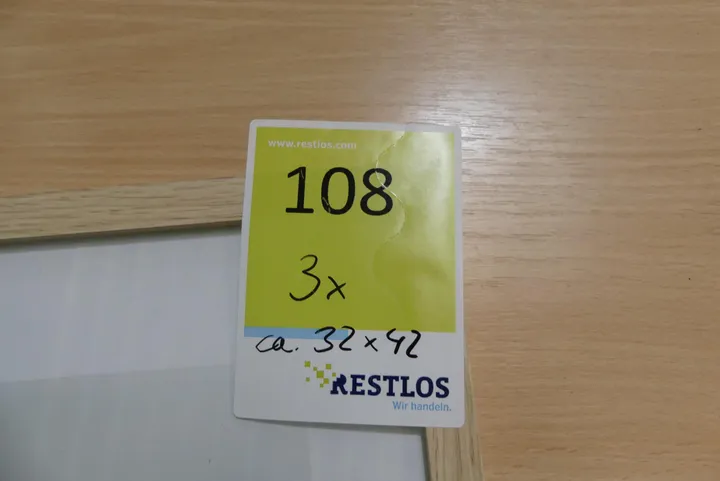 www.restlos.com
108
3x
ca. 32 x 42
RESTLOS
Wir handeln.